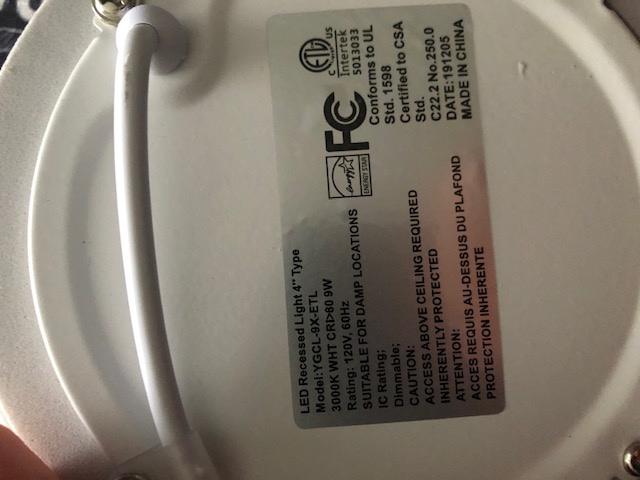 LED Recessed Light 4" Type
Model:YGCL-9X-ETL
3000K WHT CRI>80 9W
Rating: 120V, 60Hz
SUITABLE FOR DAMP LOCATIONS
IC Rating;
Dimmable;
CAUTION:
ACCESS ABOVE CEILING REQUIRED
INHERENTLY PROTECTED
ATTENTION:
ACCES REQUIS AU-DESSUS DU PLAFOND
PROTECTION INHERENTE
energy
ENERGY STAR
FC
C ETL US
Intertek
5013033
Conforms to UL
Std. 1598
Certified to CSA
Std.
C22.2 No.250.0
DATE:191205
MADE IN CHINA